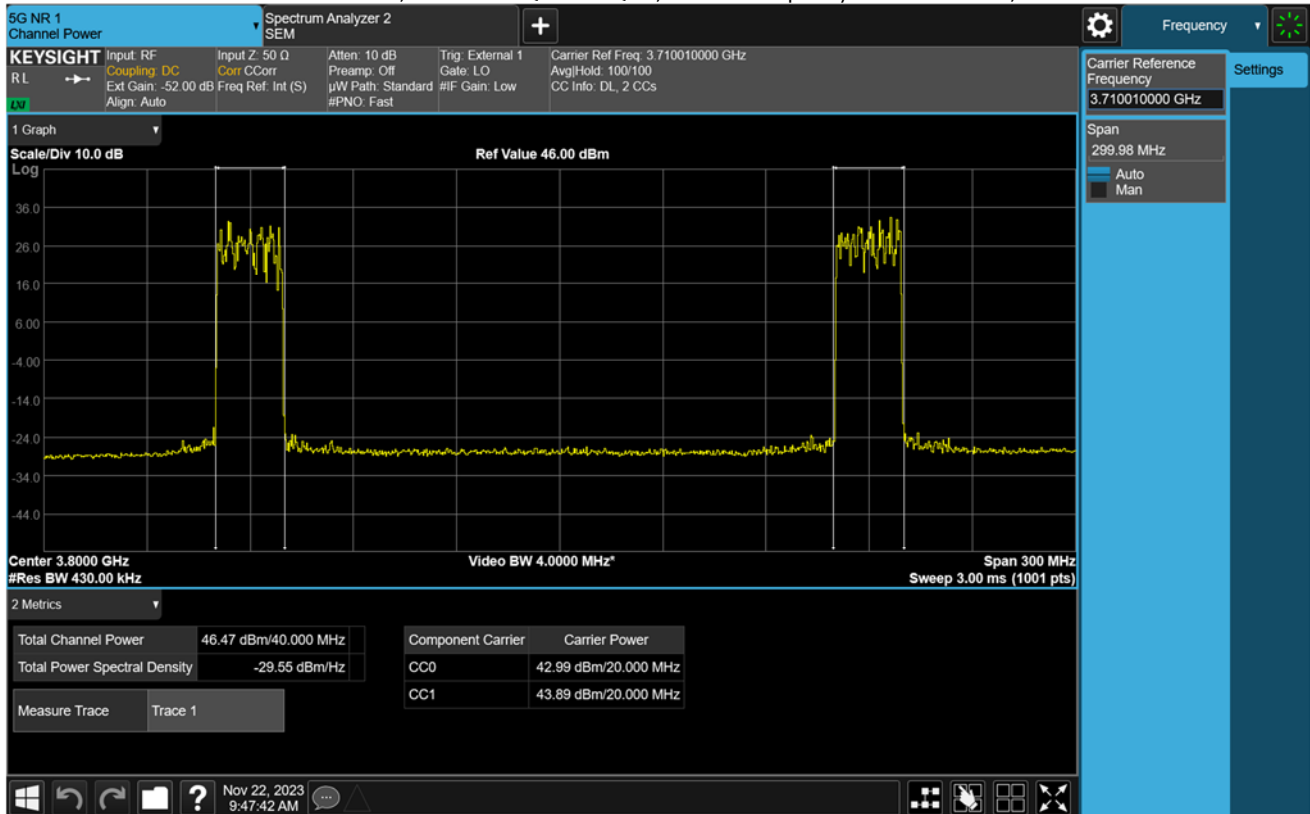 5G NR 1
Channel Power
Spectrum Analyzer 2
SEM
Frequency
KEYSIGHT
R L
LXI
Input: RF
Coupling: DC
Ext Gain: -52.00 dB
Align: Auto
Input Z: 50 Ω
Corr CCorr
Freq Ref: Int (S)
Atten: 10 dB
Preamp: Off
µW Path: Standard
#PNO: Fast
Trig: External 1
Gate: LO
#IF Gain: Low
Carrier Ref Freq: 3.710010000 GHz
Avg|Hold: 100/100
CC Info: DL, 2 CCs
Carrier Reference
Frequency
3.710010000 GHz
Settings
Span
299.98 MHz
Auto
Man
1 Graph
Scale/Div 10.0 dB
Ref Value 46.00 dBm
Log
36.0
26.0
16.0
6.00
-4.00
-14.0
-24.0
-34.0
-44.0
Center 3.8000 GHz
#Res BW 430.00 kHz
Video BW 4.0000 MHz*
Span 300 MHz
Sweep 3.00 ms (1001 pts)
2 Metrics
Total Channel Power 46.47 dBm/40.000 MHz
Total Power Spectral Density -29.55 dBm/Hz
Measure Trace Trace 1
Component Carrier Carrier Power
CC0 42.99 dBm/20.000 MHz
CC1 43.89 dBm/20.000 MHz
Nov 22, 2023
9:47:42 AM